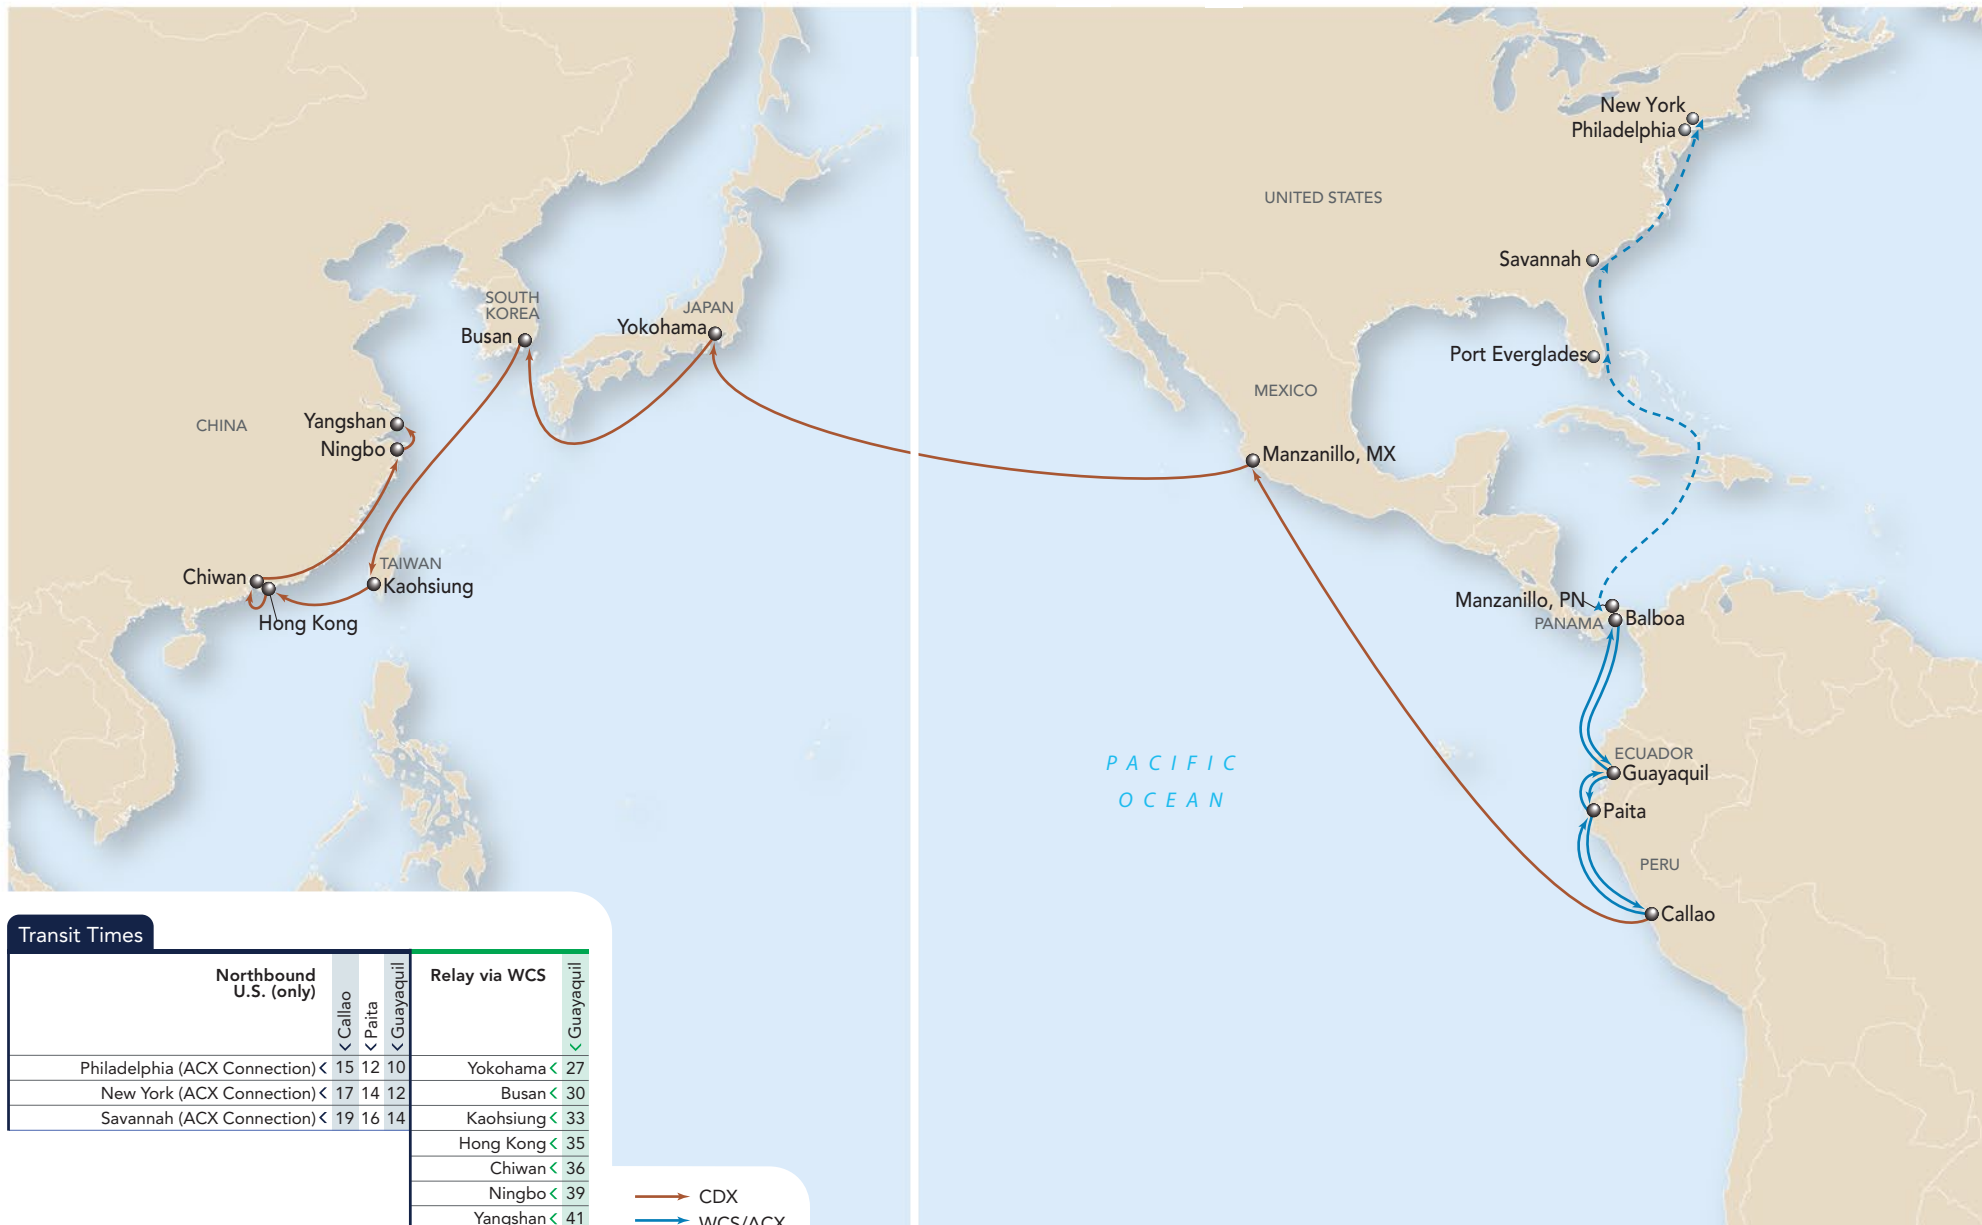 New York
Philadelphia
UNITED STATES
Savannah
SOUTH
KOREA
JAPAN
Yokohama
Busan
Port Everglades
MEXICO
CHINA
Yangshan
Ningbo
Manzanillo, MX
TAIWAN
Chiwan
Kaohsiung
Hong Kong
Manzanillo, PN
PANAMA
Balboa
PACIFIC
OCEAN
ECUADOR
Guayaquil
Paita
PERU
Callao
Transit Times
Northbound
U.S. (only)
< Callao
< Paita
< Guayaquil
Relay via WCS
< Guayaquil
Philadelphia (ACX Connection) < 15 12 10
Yokohama < 27
New York (ACX Connection) < 17 14 12
Busan < 30
Savannah (ACX Connection) < 19 16 14
Kaohsiung < 33
Hong Kong < 35
Chiwan < 36
Ningbo < 39
Yangshan < 41
CDX
WCS/ACX